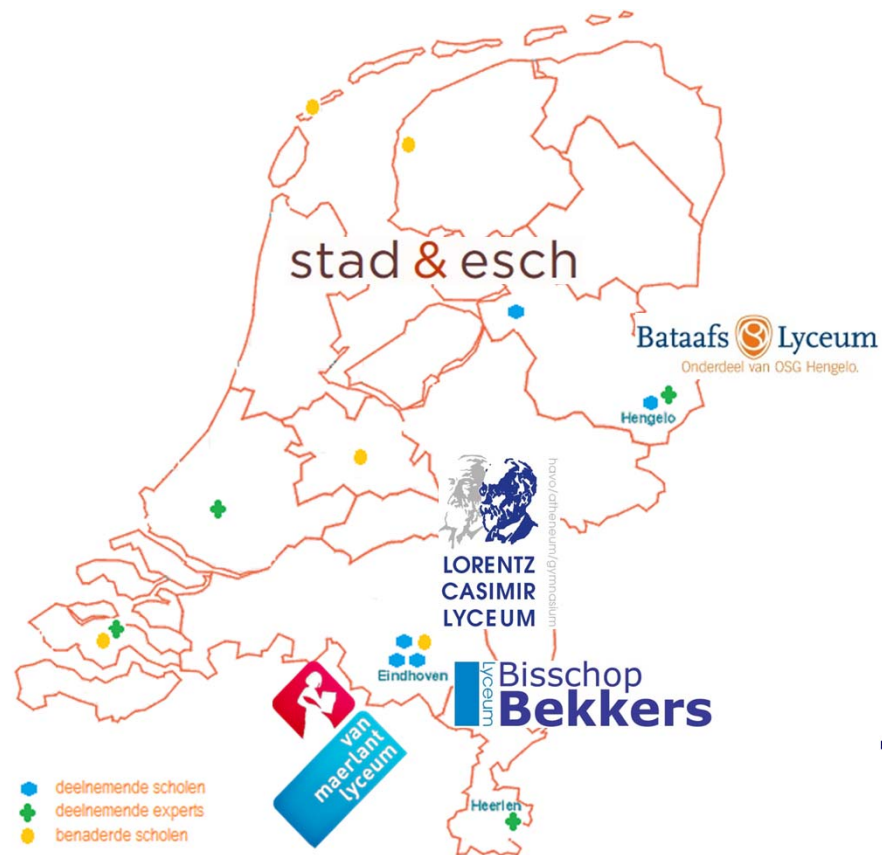 stad & esch
Bataafs Lyceum
Onderdeel van OSG Hengelo.
Hengelo
havo/atheneum/gymnasium
LORENTZ
CASIMIR
LYCEUM
Eindhoven
Lyceum
Bisschop
Bekkers
van
maerlant
lyceum
Heerlen
deelnemende scholen
deelnemende experts
benaderde scholen